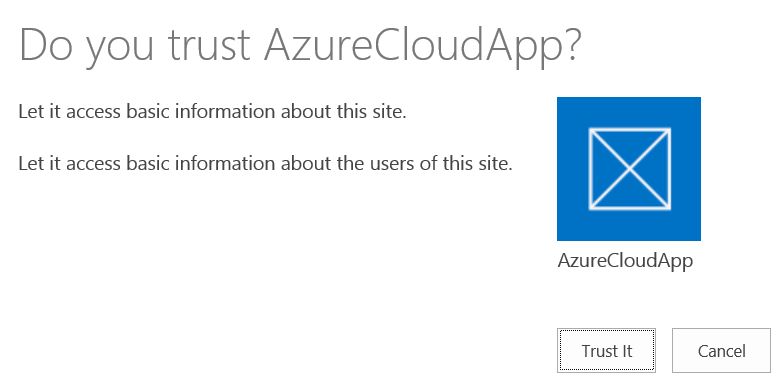 Do you trust AzureCloudApp?
Let it access basic information about this site.
Let it access basic information about the users of this site.
AzureCloudApp
Trust It
Cancel